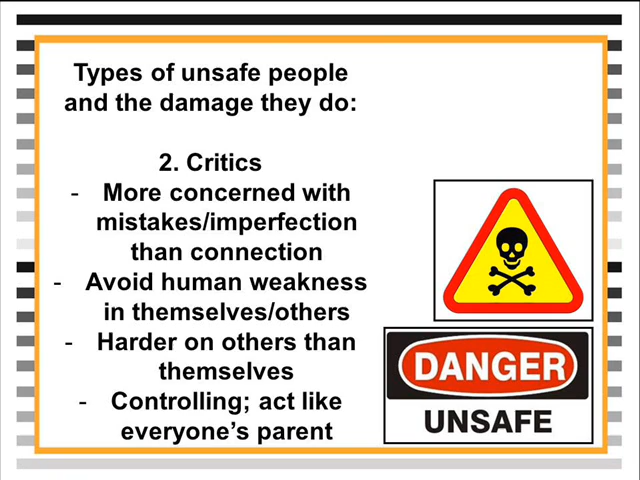 Types of unsafe people
and the damage they do:
2. Critics
- More concerned with
mistakes/imperfection
than connection
- Avoid human weakness
in themselves/others
- Harder on others than
themselves
- Controlling; act like
everyone’s parent
DANGER
UNSAFE